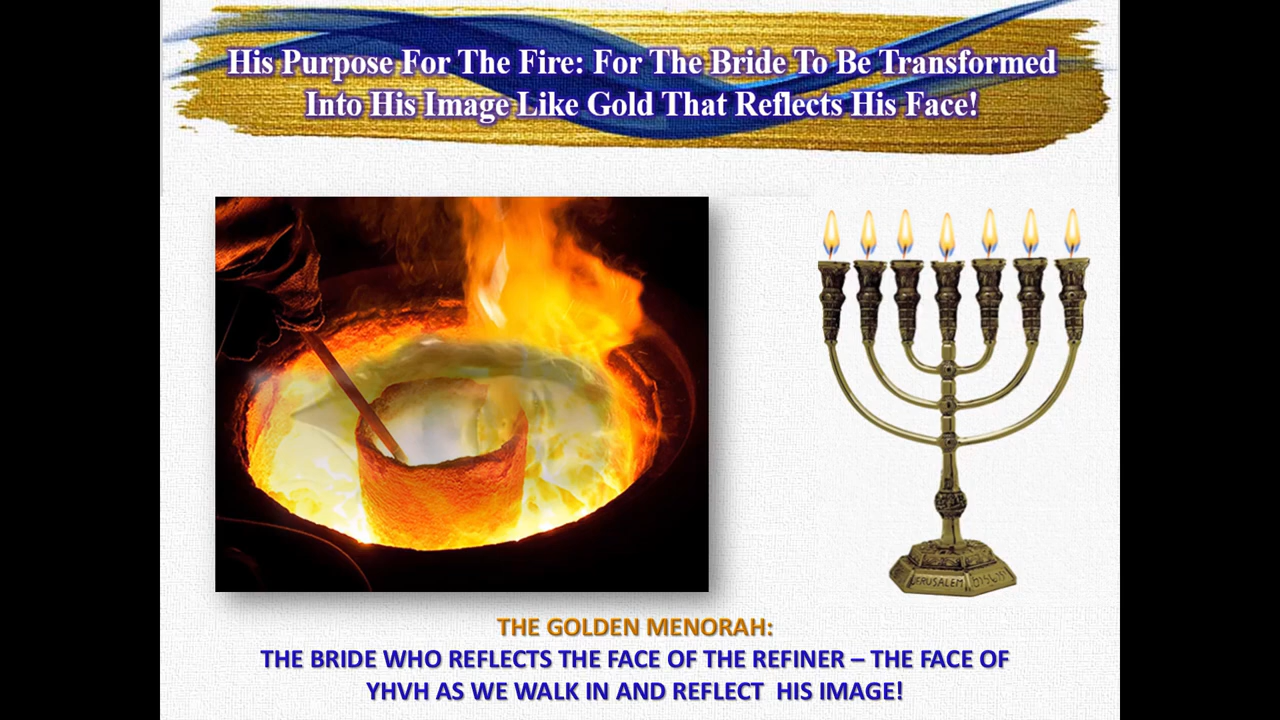 His Purpose For The Fire: For The Bride To Be Transformed
Into His Image Like Gold That Reflects His Face!
JERUSALEM
THE GOLDEN MENORAH:
THE BRIDE WHO REFLECTS THE FACE OF THE REFINER – THE FACE OF
YHVH AS WE WALK IN AND REFLECT HIS IMAGE!